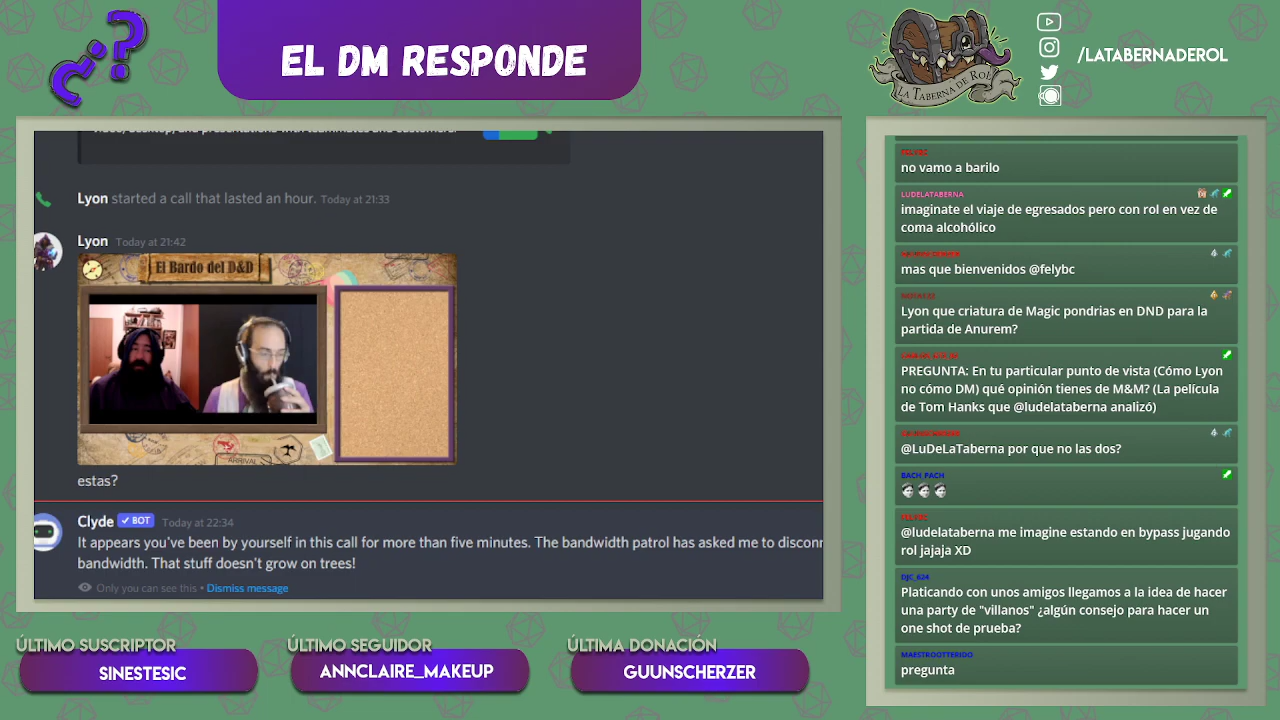 EL DM RESPONDE
LA TABERNA DE ROL
/LATABERNADEROL
Lyon started a call that lasted an hour. Today at 21:33
Lyon Today at 21:42
El Bardo del D&D
ARRIVAL
estas?
Clyde BOT Today at 22:34
It appears you've been by yourself in this call for more than five minutes. The bandwidth patrol has asked me to disconr
bandwidth. That stuff doesn't grow on trees!
Only you can see this • Dismiss message
FELYBC
no vamo a barilo
LUDELATABERNA
imaginate el viaje de egresados pero con rol en vez de
coma alcohólico
mas que bienvenidos @felybc
Lyon que criatura de Magic pondrias en DND para la
partida de Anurem?
PREGUNTA: En tu particular punto de vista (Cómo Lyon
no cómo DM) qué opinión tienes de M&M? (La película
de Tom Hanks que @ludelataberna analizó)
@LuDeLaTaberna por que no las dos?
BACH_PACH
FELYBC
@ludelataberna me imagine estando en bypass jugando
rol jajaja XD
DJC_624
Platicando con unos amigos llegamos a la idea de hacer
una party de "villanos" ¿algún consejo para hacer un
one shot de prueba?
MAESTROOTTERIDO
pregunta
ÚLTIMO SUSCRIPTOR
SINESTESIC
ÚLTIMO SEGUIDOR
ANNCLAIRE_MAKEUP
ÚLTIMA DONACIÓN
GUUNSCHERZER